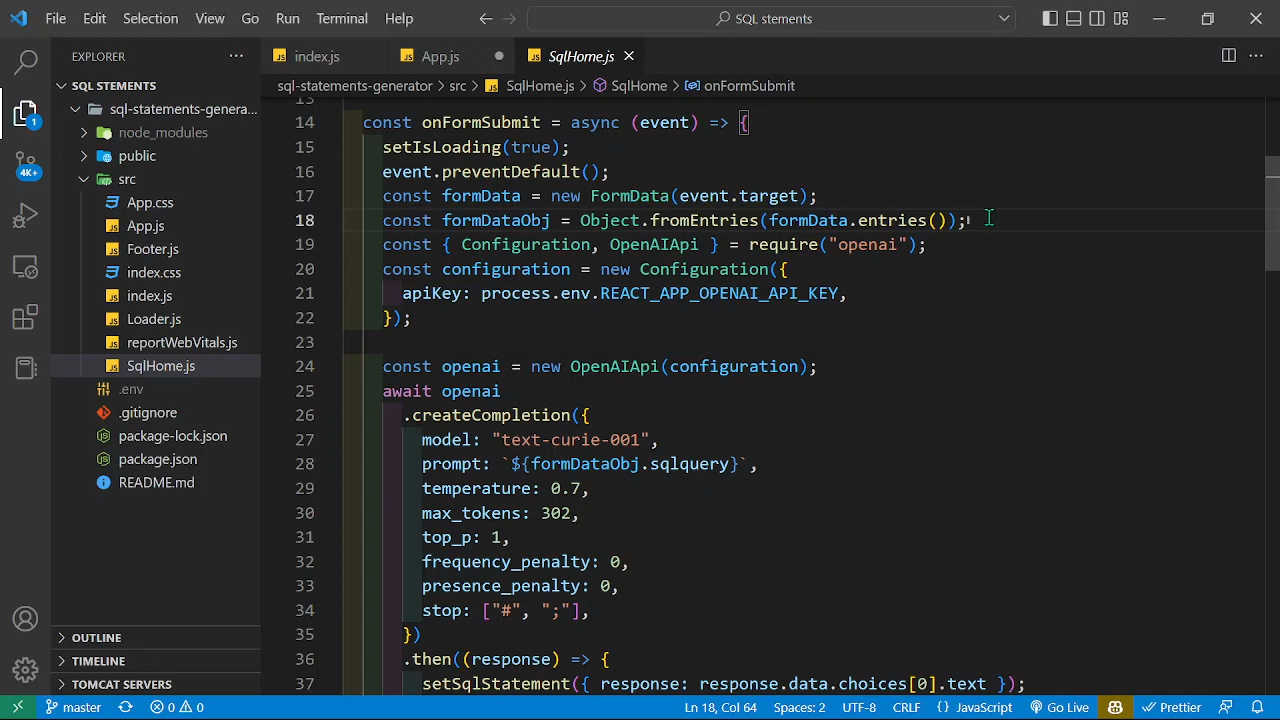 File Edit Selection View Go Run Terminal Help
SQL stements
EXPLORER
index.js
App.js
SqlHome.js
SQL STEMENTS
sql-statements-genera...
node_modules
public
src
App.css
App.js
Footer.js
index.css
index.js
Loader.js
reportWebVitals.js
SqlHome.js
.env
.gitignore
package-lock.json
package.json
README.md
OUTLINE
TIMELINE
TOMCAT SERVERS
1
4K+
sql-statements-generator > src > SqlHome.js > SqlHome > onFormSubmit
14 const onFormSubmit = async (event) => {
15 setIsLoading(true);
16 event.preventDefault();
17 const formData = new FormData(event.target);
18 const formDataObj = Object.fromEntries(formData.entries());
19 const { Configuration, OpenAIApi } = require("openai");
20 const configuration = new Configuration({
21 apiKey: process.env.REACT_APP_OPENAI_API_KEY,
22 });
23
24 const openai = new OpenAIApi(configuration);
25 await openai
26 .createCompletion({
27 model: "text-curie-001",
28 prompt: `${formDataObj.sqlquery}`,
29 temperature: 0.7,
30 max_tokens: 302,
31 top_p: 1,
32 frequency_penalty: 0,
33 presence_penalty: 0,
34 stop: ["#", ";"],
35 })
36 .then((response) => {
37 setSqlStatement({ response: response.data.choices[0].text });
master 0 0 Ln 18, Col 64 Spaces: 2 UTF-8 CRLF {} JavaScript Go Live Prettier